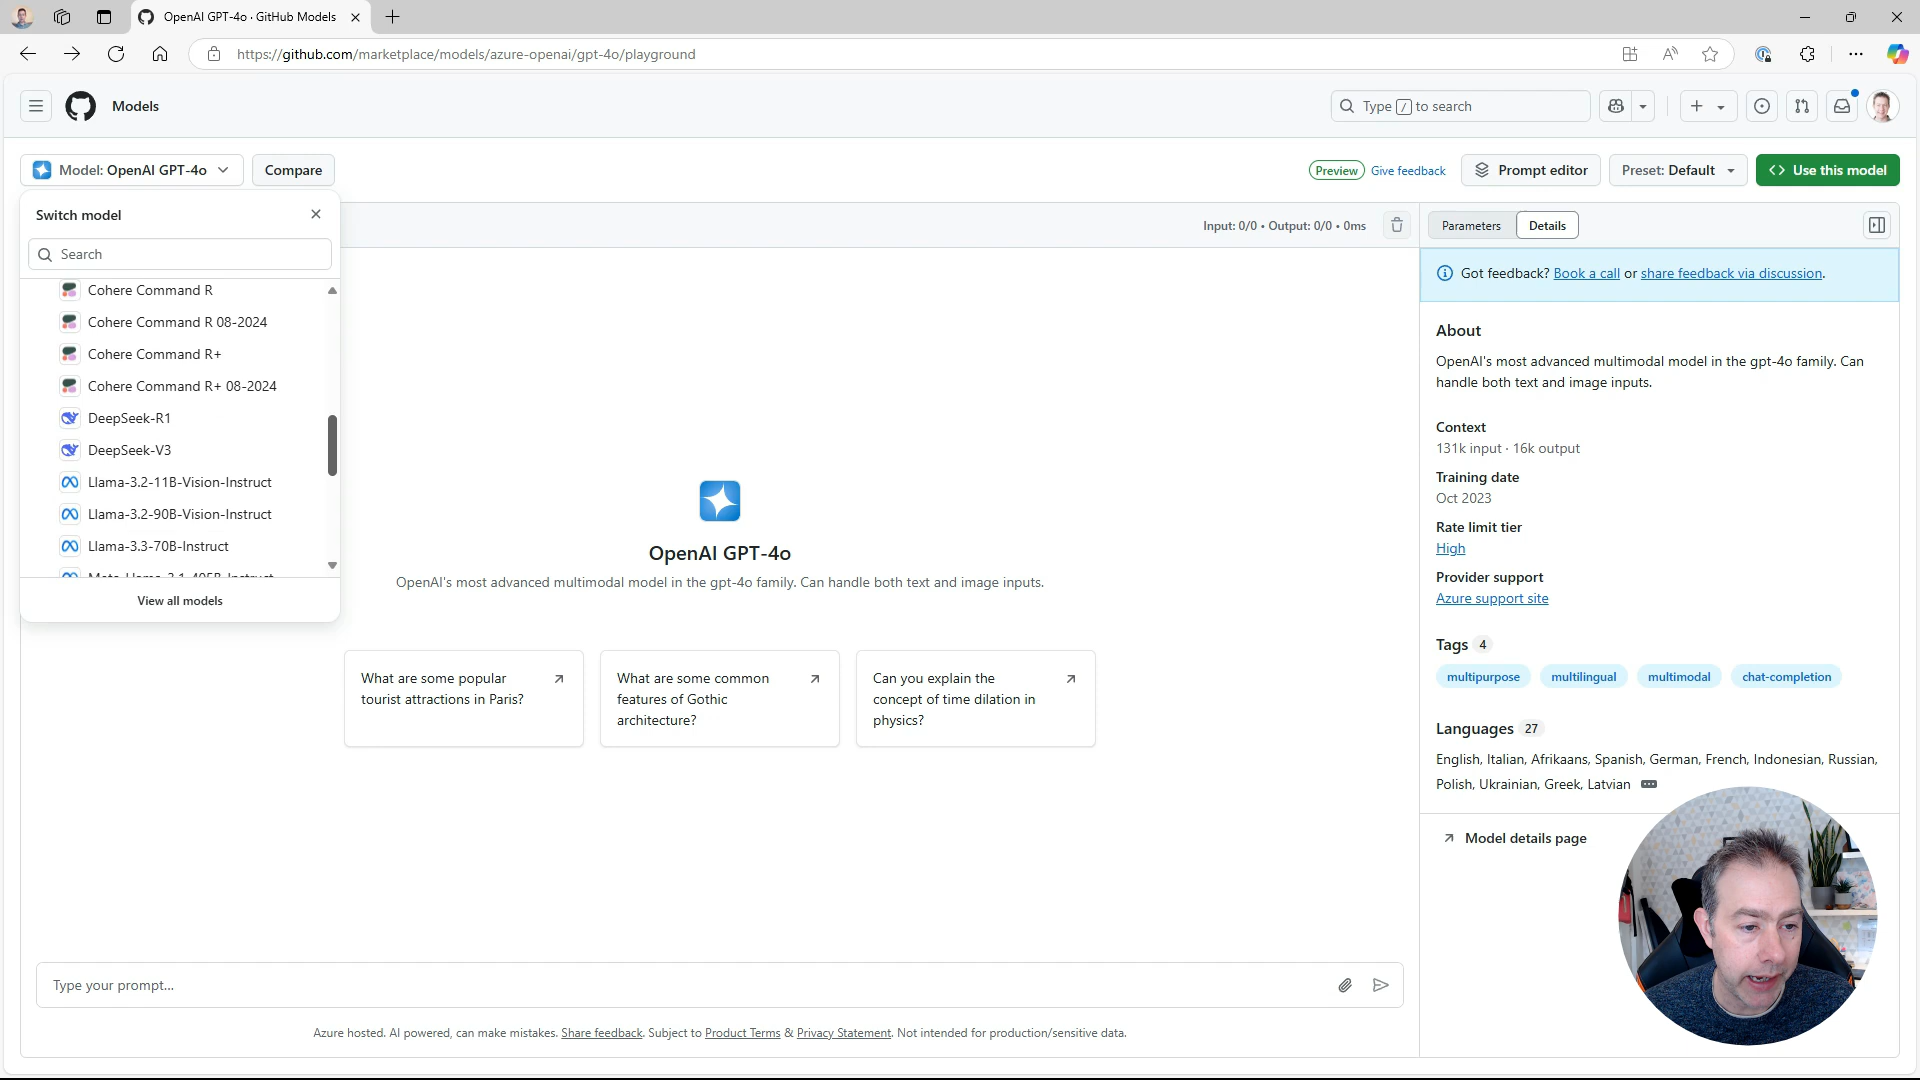 OpenAI GPT-4o · GitHub Models
https://github.com/marketplace/models/azure-openai/gpt-4o/playground
Models
Type / to search
Model: OpenAI GPT-4o
Compare
Preview
Give feedback
Prompt editor
Preset: Default
Use this model
Switch model
Search
Cohere Command R
Cohere Command R 08-2024
Cohere Command R+
Cohere Command R+ 08-2024
DeepSeek-R1
DeepSeek-V3
Llama-3.2-11B-Vision-Instruct
Llama-3.2-90B-Vision-Instruct
Llama-3.3-70B-Instruct
Meta-Llama-3.1-405B-Instruct
View all models
Input: 0/0 • Output: 0/0 • 0ms
OpenAI GPT-4o
OpenAI's most advanced multimodal model in the gpt-4o family. Can handle both text and image inputs.
What are some popular
tourist attractions in Paris?
What are some common
features of Gothic
architecture?
Can you explain the
concept of time dilation in
physics?
Type your prompt...
Azure hosted. AI powered, can make mistakes. Share feedback. Subject to Product Terms & Privacy Statement. Not intended for production/sensitive data.
Parameters
Details
Got feedback? Book a call or share feedback via discussion.
About
OpenAI's most advanced multimodal model in the gpt-4o family. Can
handle both text and image inputs.
Context
131k input · 16k output
Training date
Oct 2023
Rate limit tier
High
Provider support
Azure support site
Tags 4
multipurpose
multilingual
multimodal
chat-completion
Languages 27
English, Italian, Afrikaans, Spanish, German, French, Indonesian, Russian,
Polish, Ukrainian, Greek, Latvian
Model details page